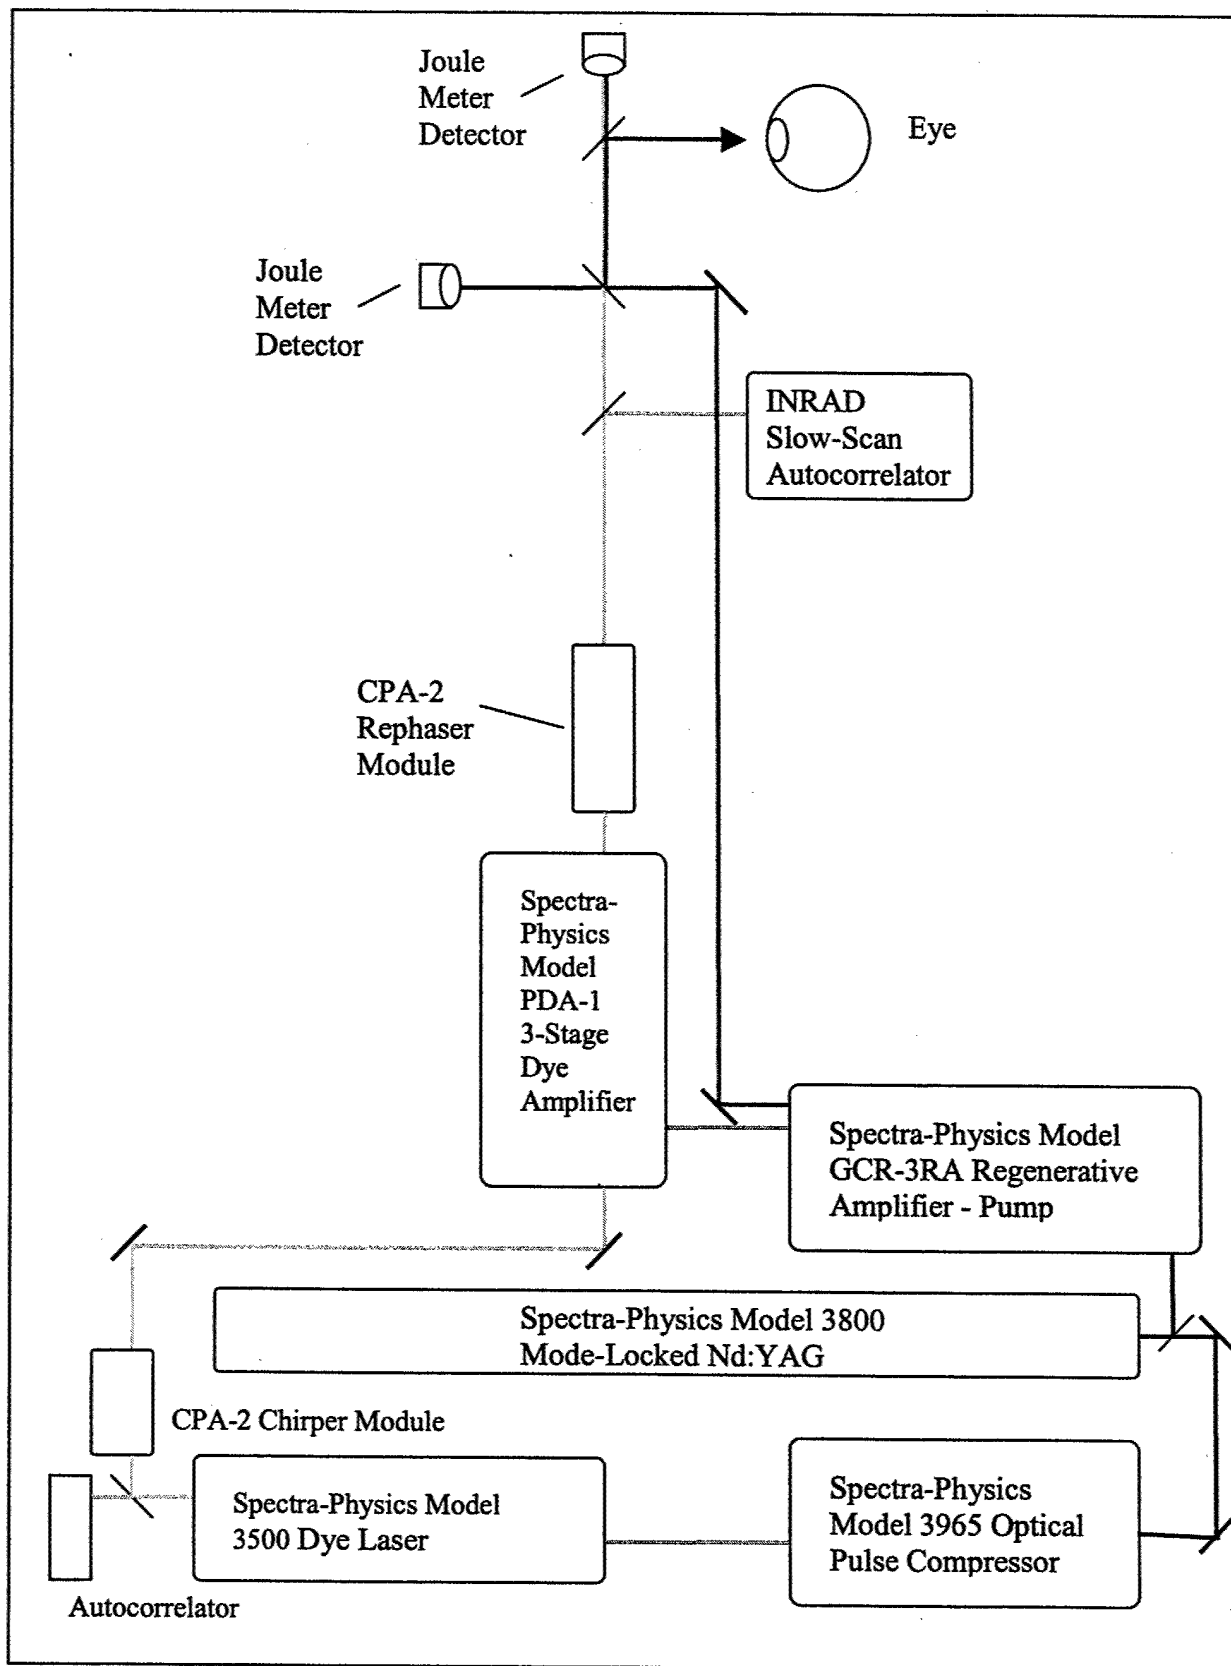 Joule
Meter
Detector
Eye
Joule
Meter
Detector
INRAD
Slow-Scan
Autocorrelator
CPA-2
Rephaser
Module
Spectra-
Physics
Model
PDA-1
3-Stage
Dye
Amplifier
Spectra-Physics Model
GCR-3RA Regenerative
Amplifier - Pump
Spectra-Physics Model 3800
Mode-Locked Nd:YAG
CPA-2 Chirper Module
Spectra-Physics Model
3500 Dye Laser
Spectra-Physics
Model 3965 Optical
Pulse Compressor
Autocorrelator